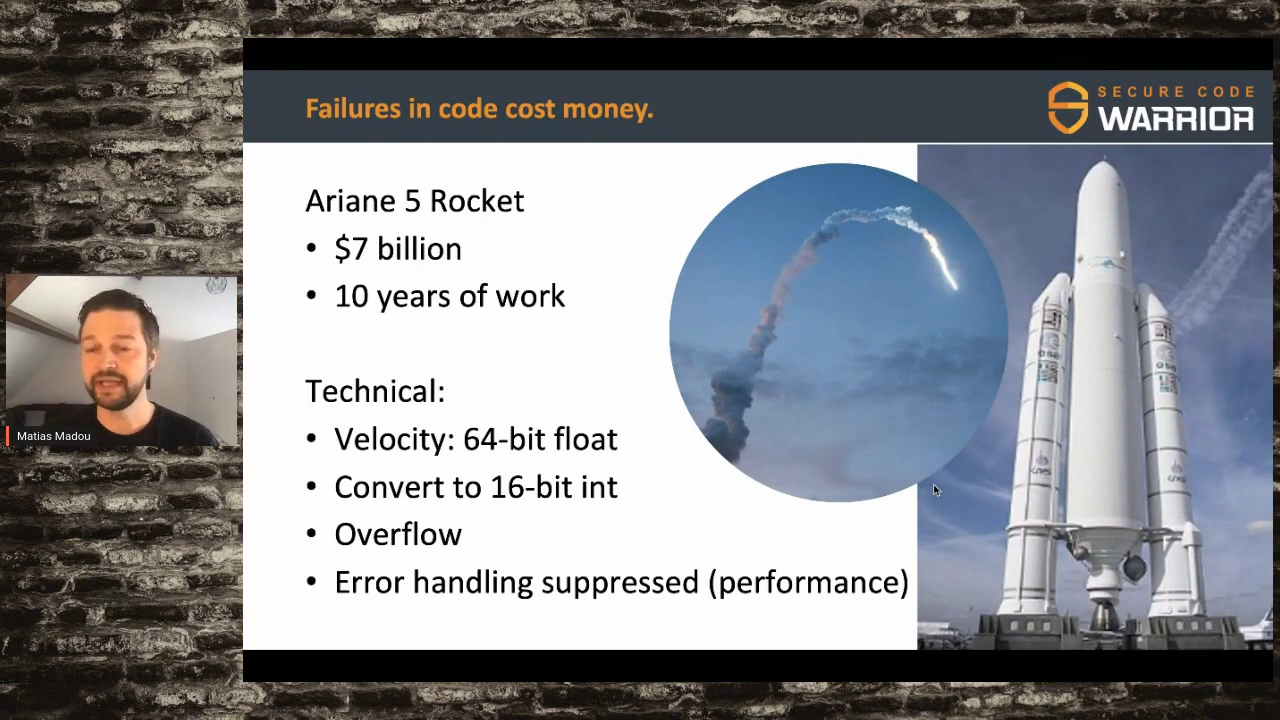 Failures in code cost money.
SECURE CODE
WARRIOR
Ariane 5 Rocket
• $7 billion
• 10 years of work
Technical:
• Velocity: 64-bit float
• Convert to 16-bit int
• Overflow
• Error handling suppressed (performance)
Matias Madou